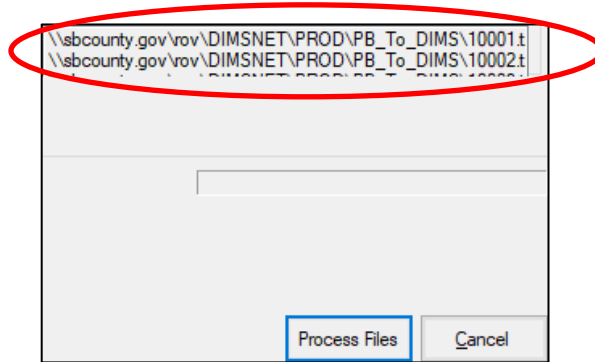 \\sbcounty.gov\rov\DIMSNET\PROD\PB_To_DIMS\10001.t
\\sbcounty.gov\rov\DIMSNET\PROD\PB_To_DIMS\10002.t
Process Files
Cancel